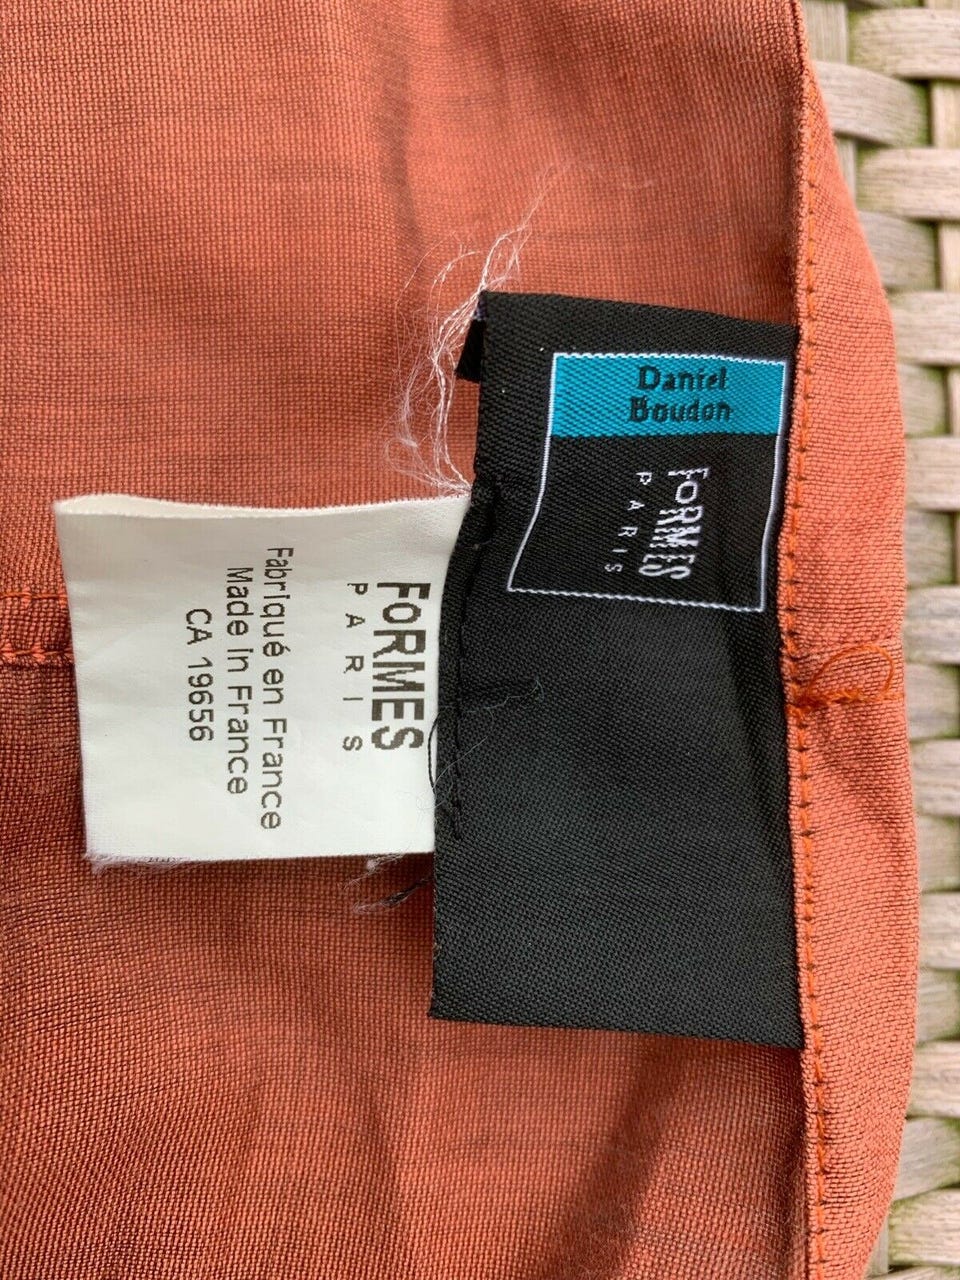 Daniel
Boudon
FoRMES
PARIS
FoRMES
PARIS
Fabriqué en France
Made in France
CA 19656